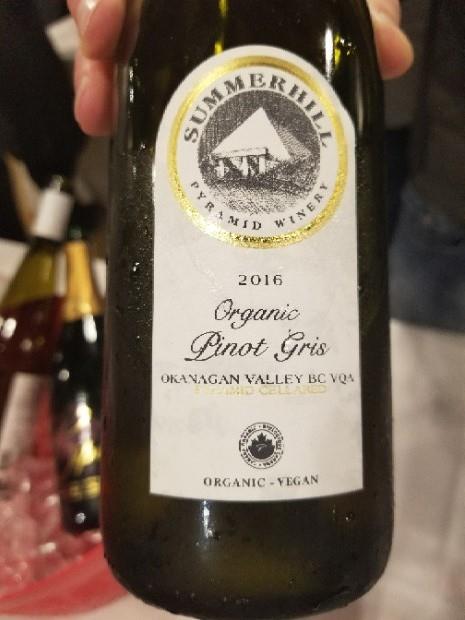 SUMMERHILL
PYRAMID WINERY
2016
Organic
Pinot Gris
OKANAGAN VALLEY BC VQA
PYRAMID CELLARED
ORGANIC - VEGAN